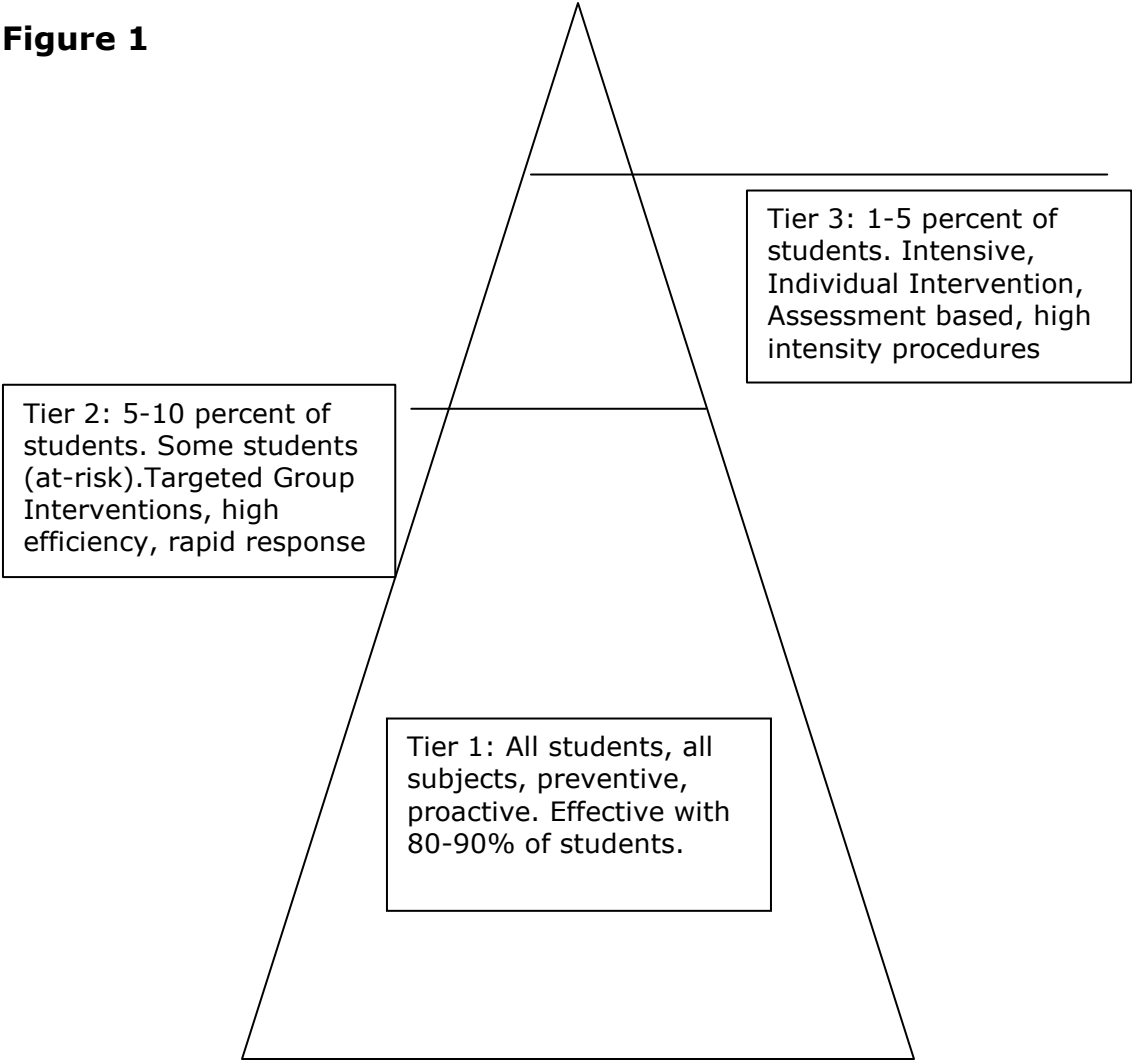 Figure 1
Tier 3: 1-5 percent of
students. Intensive,
Individual Intervention,
Assessment based, high
intensity procedures
Tier 2: 5-10 percent of
students. Some students
(at-risk).Targeted Group
Interventions, high
efficiency, rapid response
Tier 1: All students, all
subjects, preventive,
proactive. Effective with
80-90% of students.